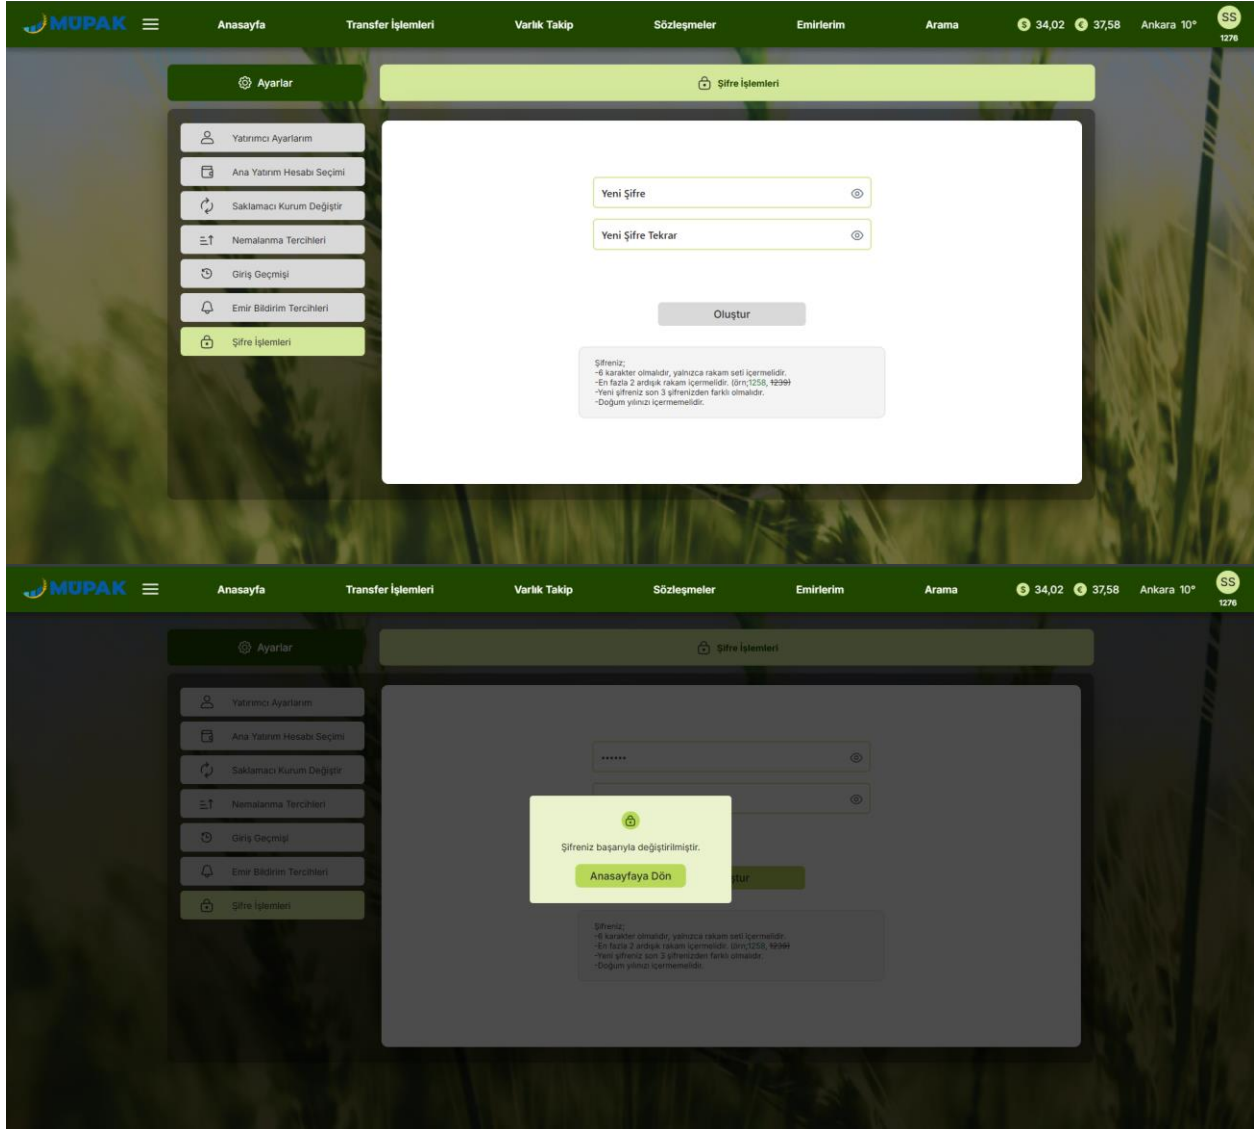 MÜPAK
Anasayfa
Transfer İşlemleri
Varlık Takip
Sözleşmeler
Emirlerim
Arama
$ 34,02
€ 37,58
Ankara 10°
SS
1276
Ayarlar
Şifre İşlemleri
Yatırımcı Ayarlarım
Ana Yatırım Hesabı Seçimi
Saklamacı Kurum Değiştir
Nemalanma Tercihleri
Giriş Geçmişi
Emir Bildirim Tercihleri
Şifre İşlemleri
Yeni Şifre
Yeni Şifre Tekrar
Oluştur
Şifreniz;
-6 karakter olmalıdır, yalnızca rakam seti içermelidir.
-En fazla 2 ardışık rakam içermelidir. (örn;1258, 1239)
-Yeni şifreniz son 3 şifrenizden farklı olmalıdır.
-Doğum yılınızı içermemelidir.
MÜPAK
Anasayfa
Transfer İşlemleri
Varlık Takip
Sözleşmeler
Emirlerim
Arama
$ 34,02
€ 37,58
Ankara 10°
SS
1276
Ayarlar
Şifre İşlemleri
Yatırımcı Ayarlarım
Ana Yatırım Hesabı Seçimi
Saklamacı Kurum Değiştir
Nemalanma Tercihleri
Giriş Geçmişi
Emir Bildirim Tercihleri
Şifre İşlemleri
••••••
Şifreniz başarıyla değiştirilmiştir.
Anasayfaya Dön
ştur
Şifreniz;
-6 karakter olmalıdır, yalnızca rakam seti içermelidir.
-En fazla 2 ardışık rakam içermelidir. (örn;1258, 1239)
-Yeni şifreniz son 3 şifrenizden farklı olmalıdır.
-Doğum yılınızı içermemelidir.